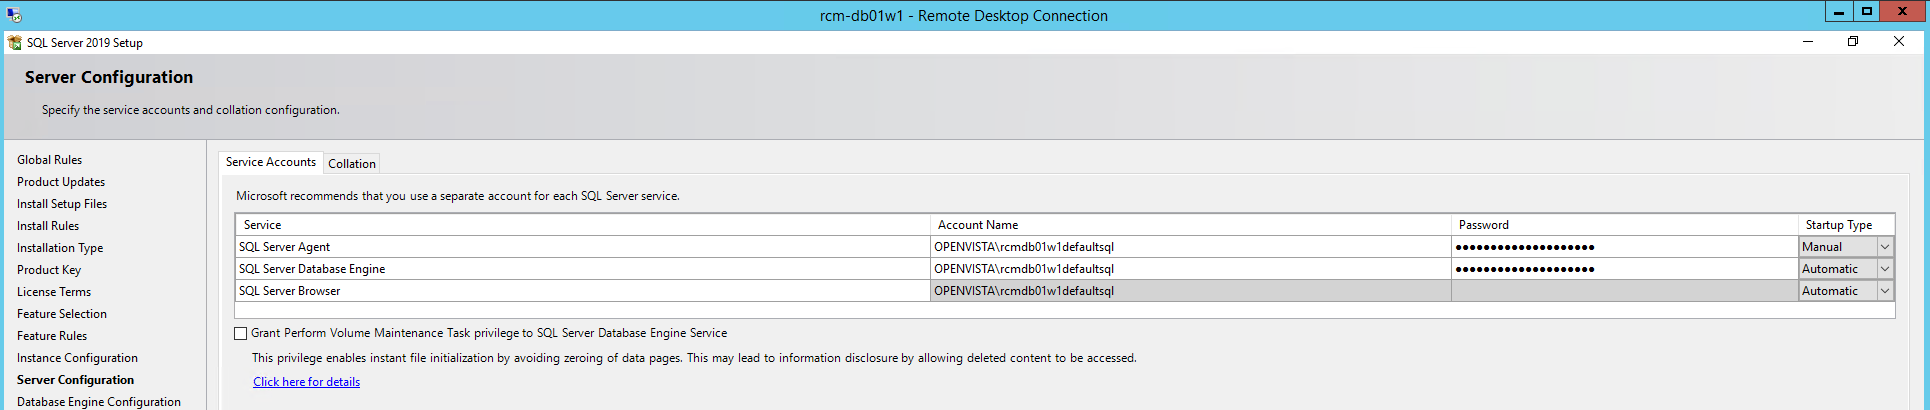 rcm-db01w1 - Remote Desktop Connection
SQL Server 2019 Setup
Server Configuration
Specify the service accounts and collation configuration.
Global Rules
Product Updates
Install Setup Files
Install Rules
Installation Type
Product Key
License Terms
Feature Selection
Feature Rules
Instance Configuration
Server Configuration
Database Engine Configuration
Service Accounts Collation
Microsoft recommends that you use a separate account for each SQL Server service.
Service Account Name Password Startup Type
SQL Server Agent OPENVISTA\rcmdb01w1defaultsql ●●●●●●●●●●●●●●●●●●●● Manual
SQL Server Database Engine OPENVISTA\rcmdb01w1defaultsql ●●●●●●●●●●●●●●●●●●●● Automatic
SQL Server Browser OPENVISTA\rcmdb01w1defaultsql Automatic
Grant Perform Volume Maintenance Task privilege to SQL Server Database Engine Service
This privilege enables instant file initialization by avoiding zeroing of data pages. This may lead to information disclosure by allowing deleted content to be accessed.
Click here for details